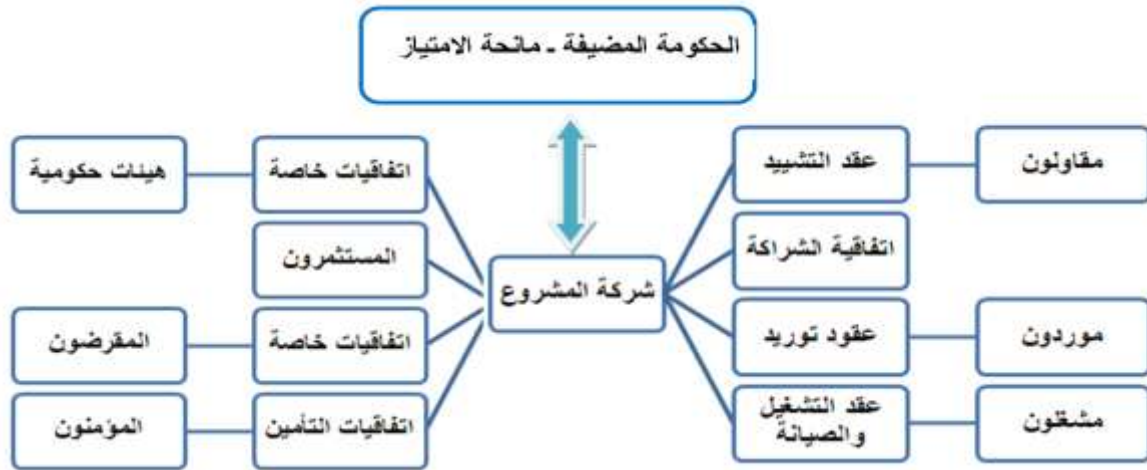 الحكومة المضيفة ـ مانحة الامتياز
مقاولون
عقد التشييد
اتفاقيات خاصة
هيئات حكومية
اتفاقية الشراكة
المستثمرون
شركة المشروع
موردون
عقود توريد
اتفاقيات خاصة
المقرضون
مشغلون
عقد التشغيل
والصيانة
اتفاقيات التأمين
المؤمنون